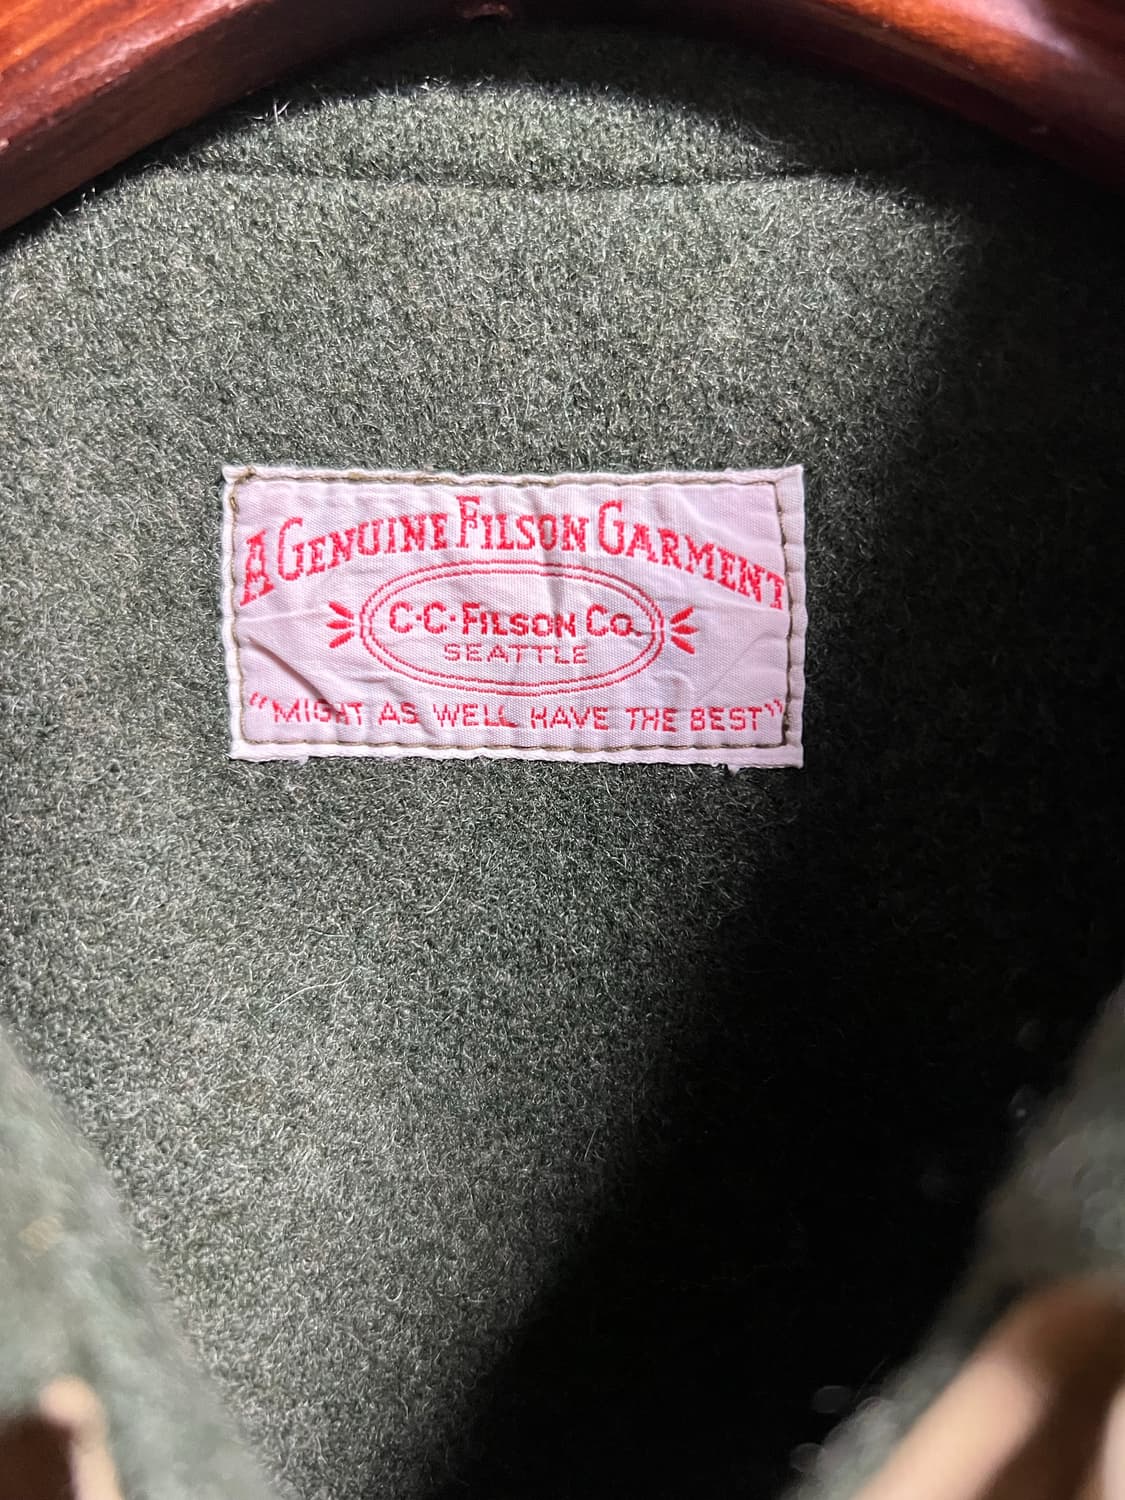 A GENUINE FILSON GARMENT
C·C·FILSON CO.
SEATTLE
"MIGHT AS WELL HAVE THE BEST"